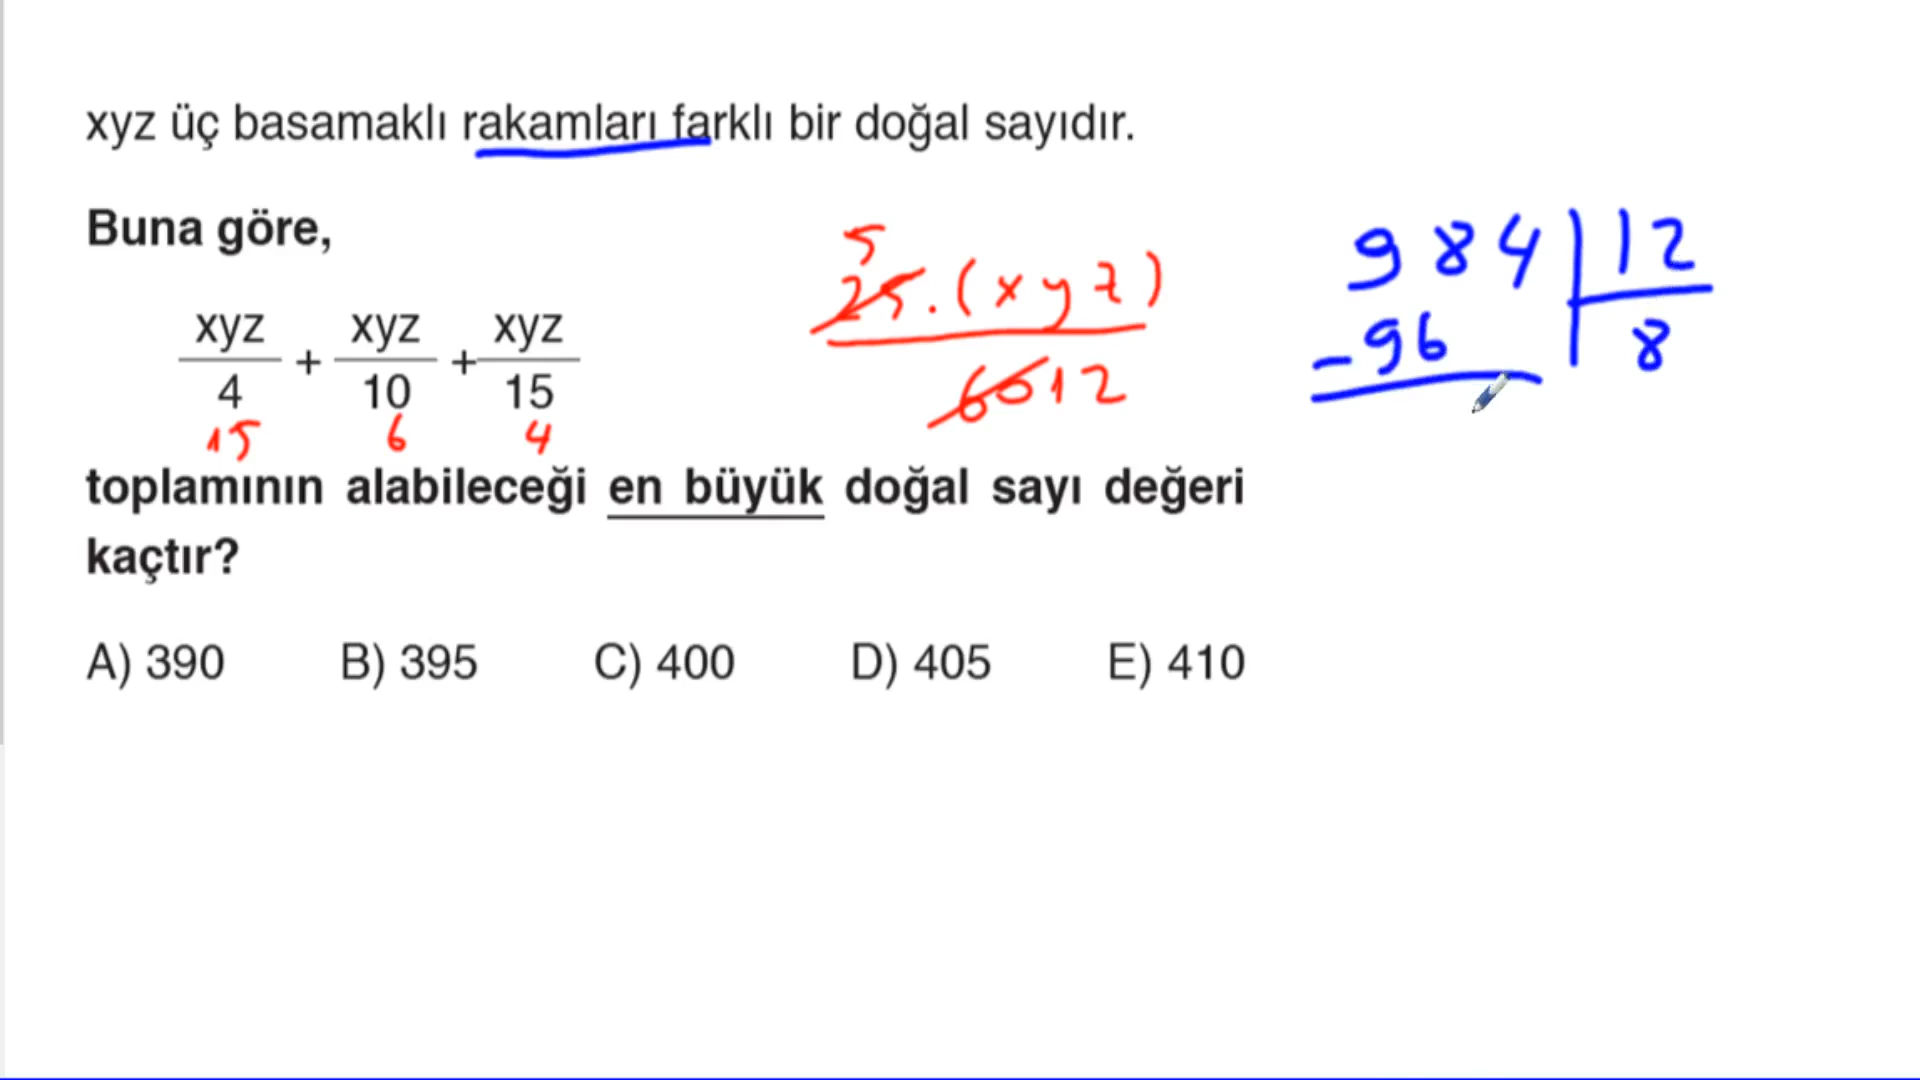 xyz üç basamaklı rakamları farklı bir doğal sayıdır.
Buna göre,
xyz/4 + xyz/10 + xyz/15
15 6 4
5
25.(xyz)
60 12
984 | 12
-96 8
toplamının alabileceği en büyük doğal sayı değeri
kaçtır?
A) 390 B) 395 C) 400 D) 405 E) 410